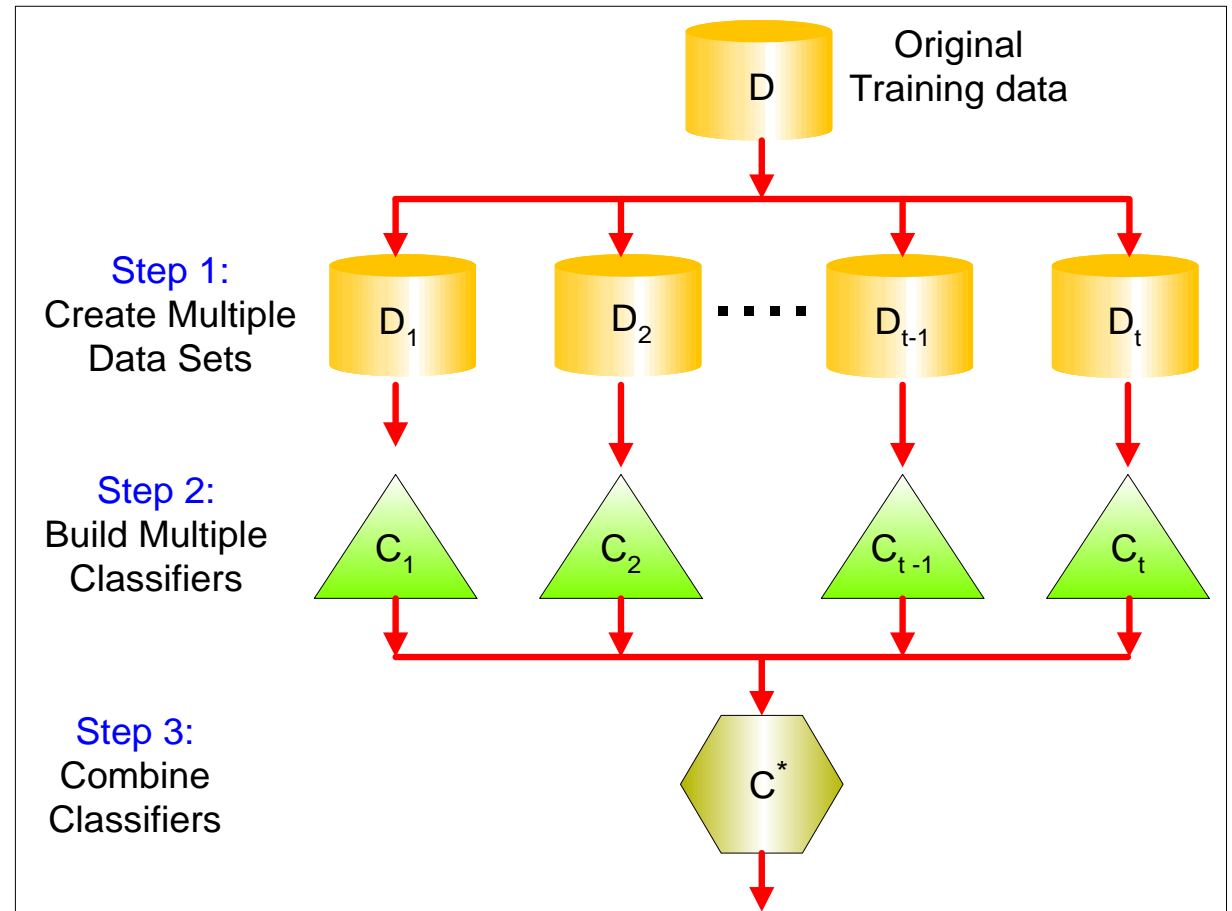 D
Original
Training data
Step 1:
Create Multiple
Data Sets
D₁
D₂
....
Dₜ₋₁
Dₜ
Step 2:
Build Multiple
Classifiers
C₁
C₂
Cₜ ₋₁
Cₜ
Step 3:
Combine
Classifiers
C*